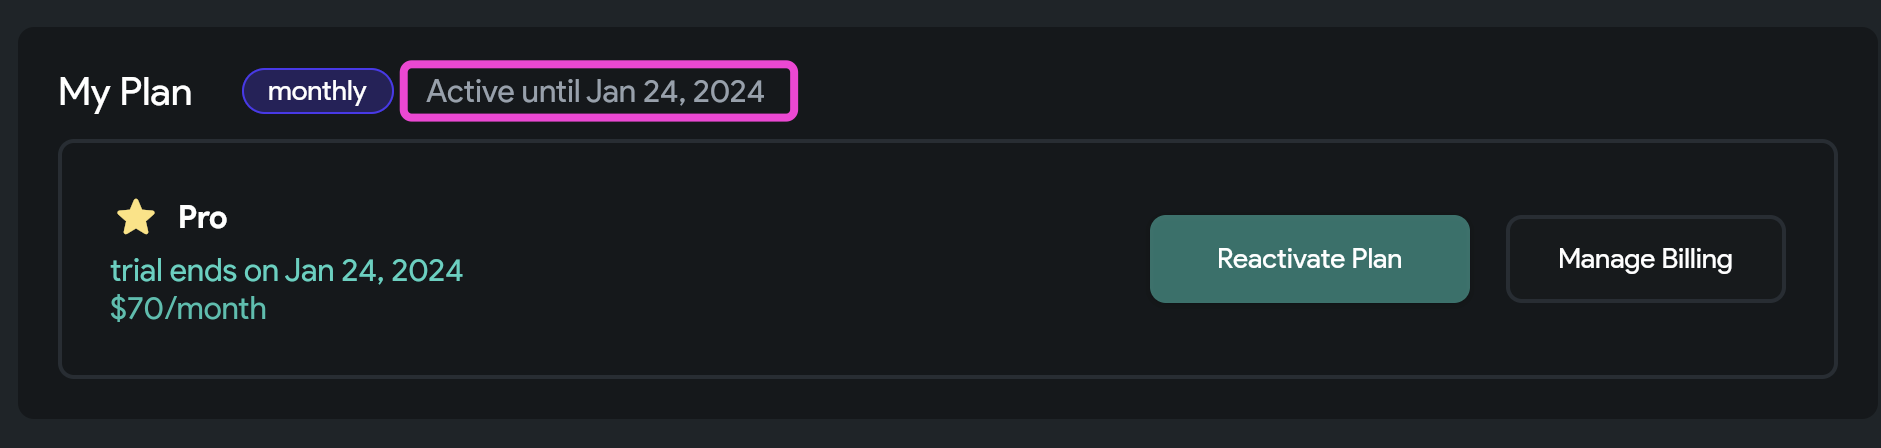 My Plan monthly Active until Jan 24, 2024
Pro
trial ends on Jan 24, 2024
$70/month
Reactivate Plan
Manage Billing